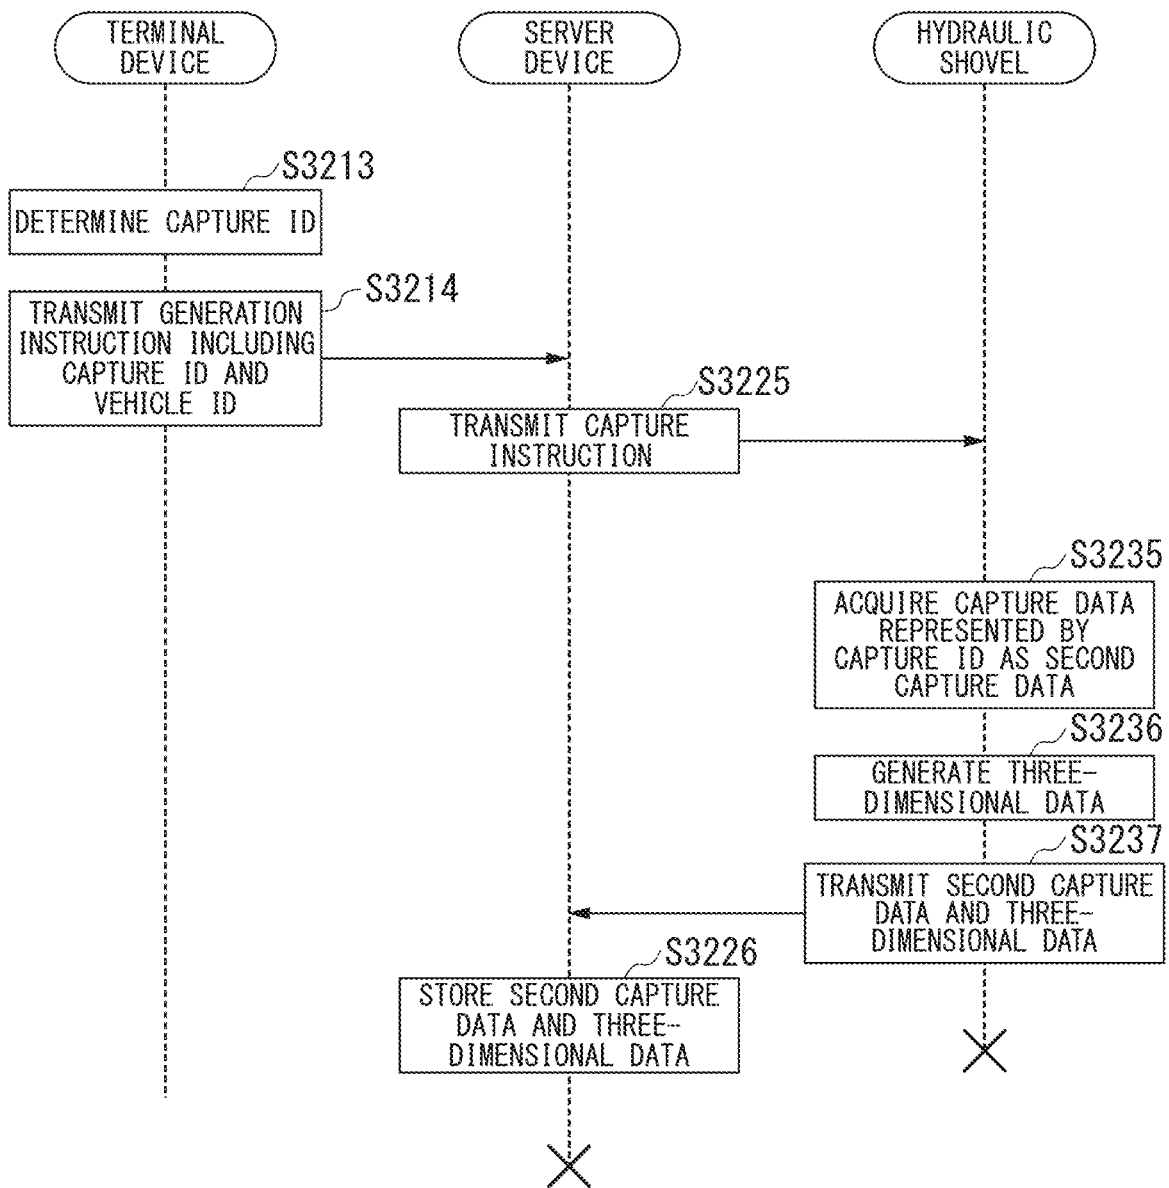 TERMINAL
DEVICE
SERVER
DEVICE
HYDRAULIC
SHOVEL
S3213
DETERMINE CAPTURE ID
S3214
TRANSMIT GENERATION
INSTRUCTION INCLUDING
CAPTURE ID AND
VEHICLE ID
S3225
TRANSMIT CAPTURE
INSTRUCTION
S3235
ACQUIRE CAPTURE DATA
REPRESENTED BY
CAPTURE ID AS SECOND
CAPTURE DATA
S3236
GENERATE THREE-
DIMENSIONAL DATA
S3237
TRANSMIT SECOND CAPTURE
DATA AND THREE-
DIMENSIONAL DATA
S3226
STORE SECOND CAPTURE
DATA AND THREE-
DIMENSIONAL DATA